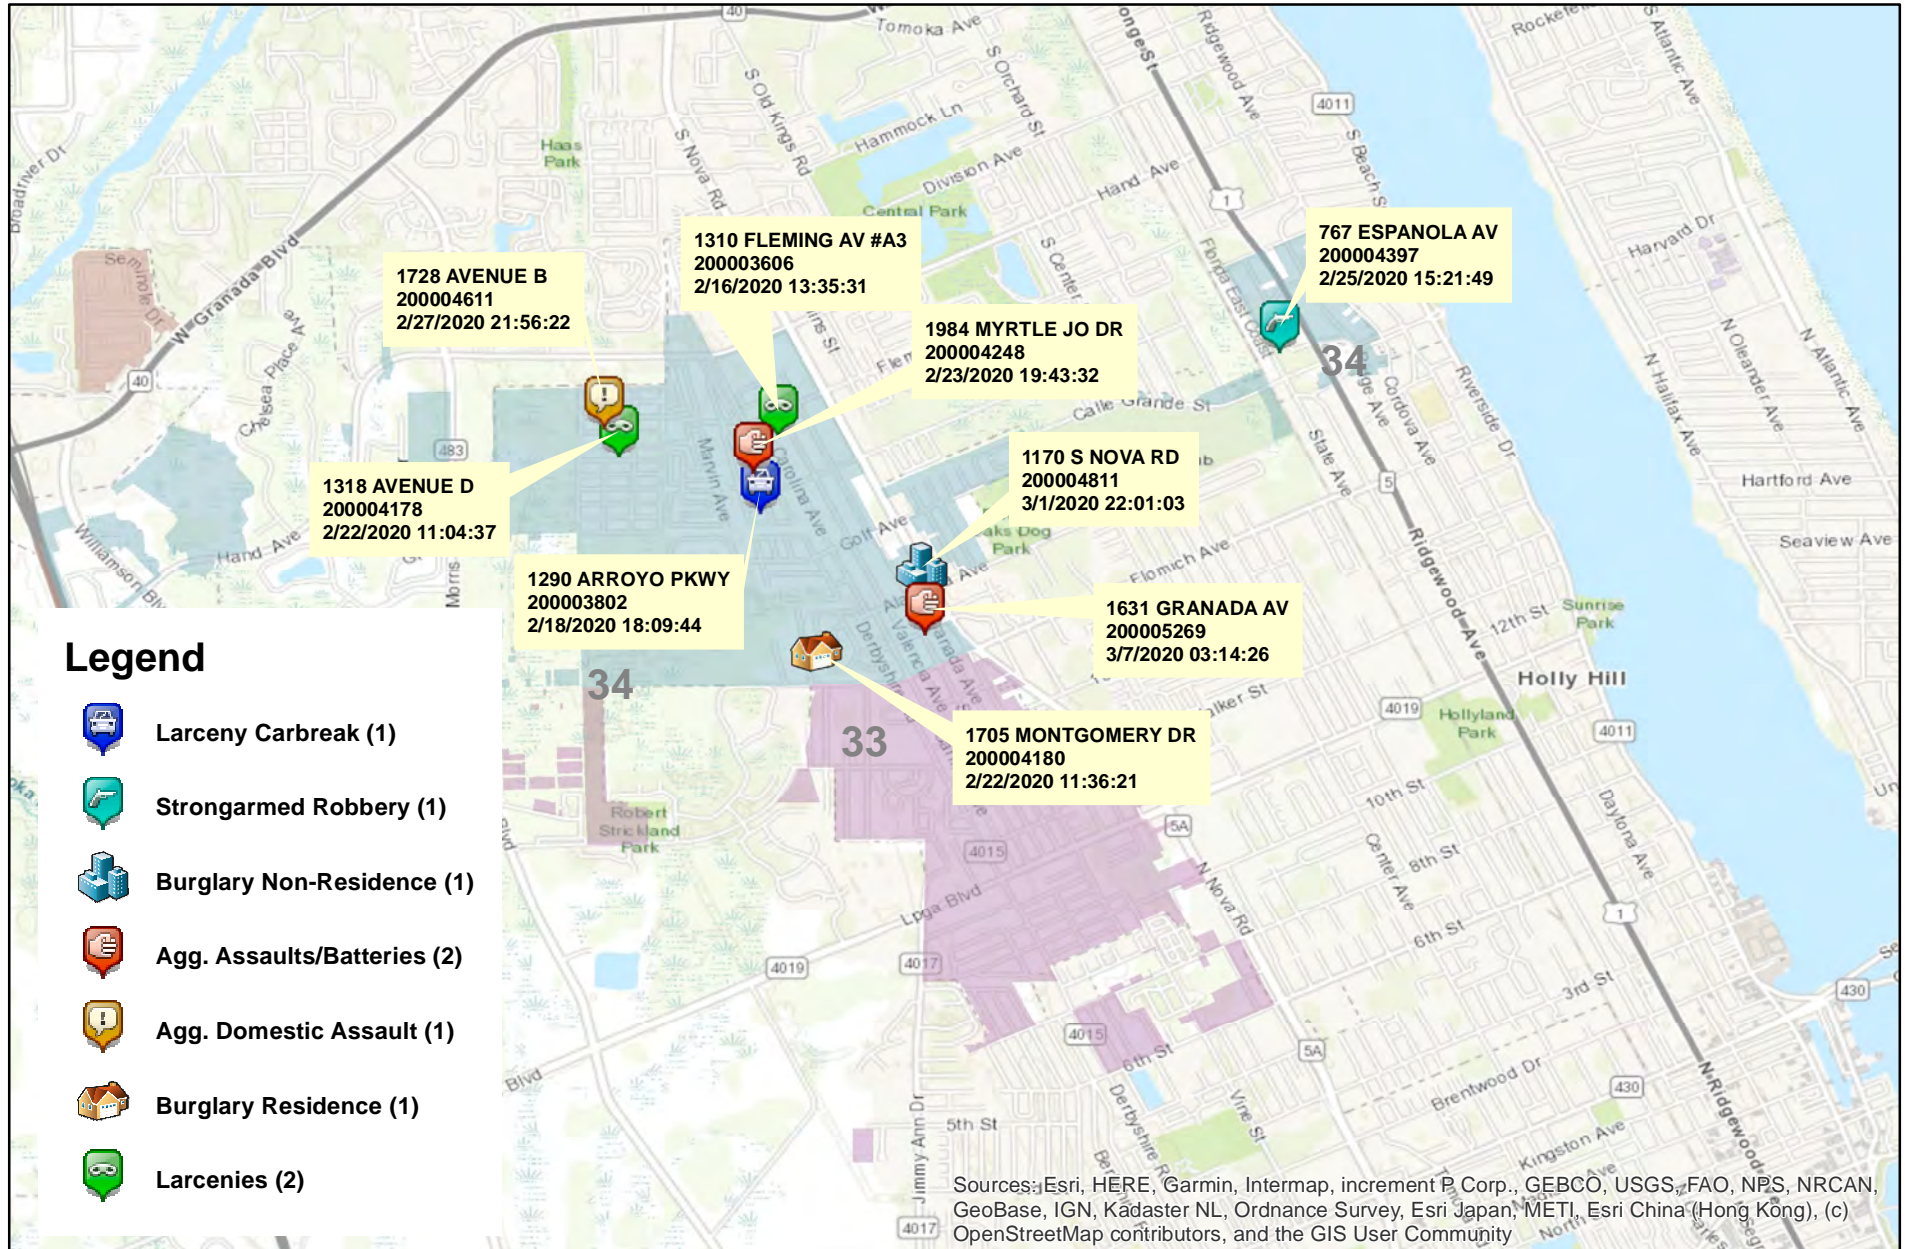 40
Tomoka Ave
Ridgewood Ave
S Atlantic Ave
Broadriver Dr
Haas
Park
S Nova Rd
S Old Kings Rd
S Orchard St
Hammock Ln
Division Ave
Hand Ave
4011
S Beach St
1
Central Park
Harvard Dr
Seminole Dr
W Granada Blvd
1728 AVENUE B
200004611
2/27/2020 21:56:22
1310 FLEMING AV #A3
200003606
2/16/2020 13:35:31
1984 MYRTLE JO DR
200004248
2/23/2020 19:43:32
767 ESPANOLA AV
200004397
2/25/2020 15:21:49
Florida East Coast
34
N Halifax Ave
N Oleander Ave
N Atlantic Ave
Riverside Dr
Cordova Ave
Calle Grande St
State Ave
40
Chelsea Place Ave
483
Marvin Ave
Carolina Ave
1318 AVENUE D
200004178
2/22/2020 11:04:37
1170 S NOVA RD
200004811
3/1/2020 22:01:03
5
Hartford Ave
Seaview Ave
Golf Ave
Dog
Park
Flomich Ave
Hand Ave
Morris
1290 ARROYO PKWY
200003802
2/18/2020 18:09:44
1631 GRANADA AV
200005269
3/7/2020 03:14:26
Ridgewood Ave
12th St
Sunrise
Park
Holly Hill
Derbyshire
Valencia Ave
34
33
1705 MONTGOMERY DR
200004180
2/22/2020 11:36:21
4019
Hollyland
Park
4011
Robert
Strickland
Park
10th St
Daytona Ave
5A
4015
Center Ave
8th St
Lpga Blvd
N Nova Rd
1
6th St
4019
4017
3rd St
430
4015
6th St
5A
Blvd
Derbyshire Rd
Vine St
Brentwood Dr
430
N Ridgewood Ave
Jimmy Ann Dr
5th St
Kingston Ave
4017
Legend
Larceny Carbreak (1)
Strongarmed Robbery (1)
Burglary Non-Residence (1)
Agg. Assaults/Batteries (2)
Agg. Domestic Assault (1)
Burglary Residence (1)
Larcenies (2)
Sources: Esri, HERE, Garmin, Intermap, increment P Corp., GEBCO, USGS, FAO, NPS, NRCAN,
GeoBase, IGN, Kadaster NL, Ordnance Survey, Esri Japan, METI, Esri China (Hong Kong), (c)
OpenStreetMap contributors, and the GIS User Community